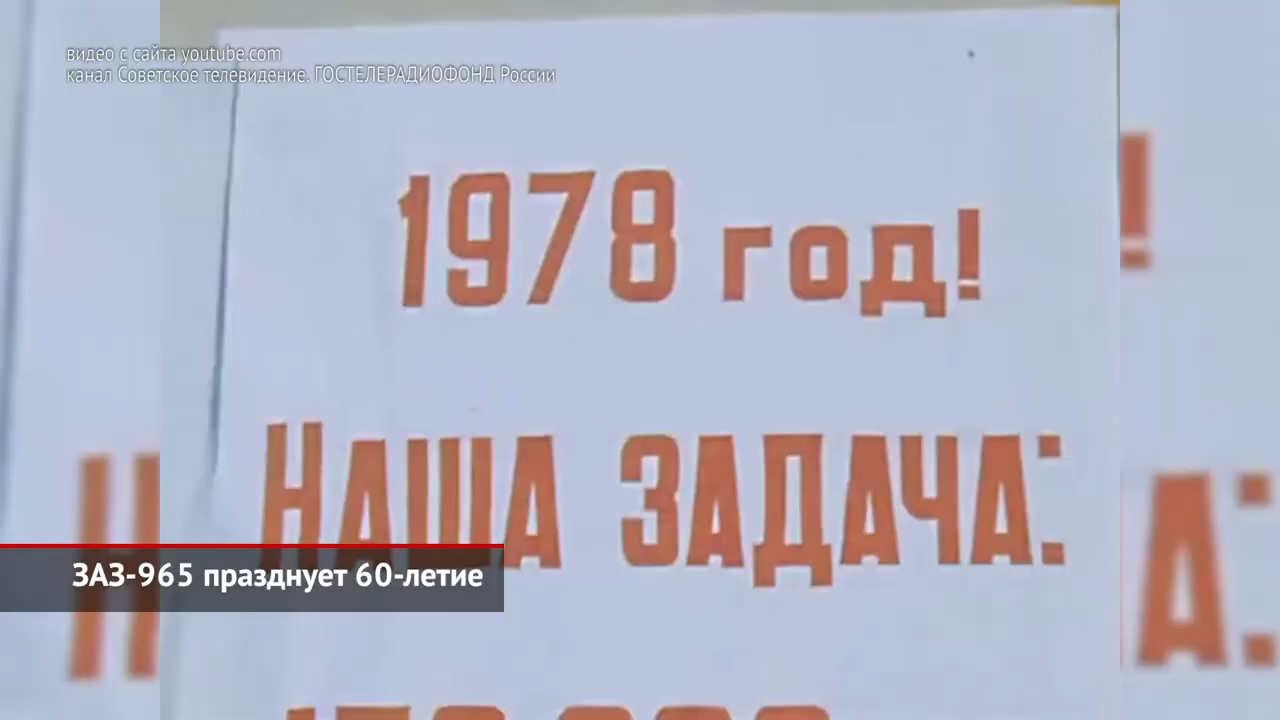 видео с сайта youtube.com
канал Советское телевидение. ГОСТЕЛЕРАДИОФОНД России
1978 год!
НАША ЗАДАЧА:
ЗАЗ-965 празднует 60-летие